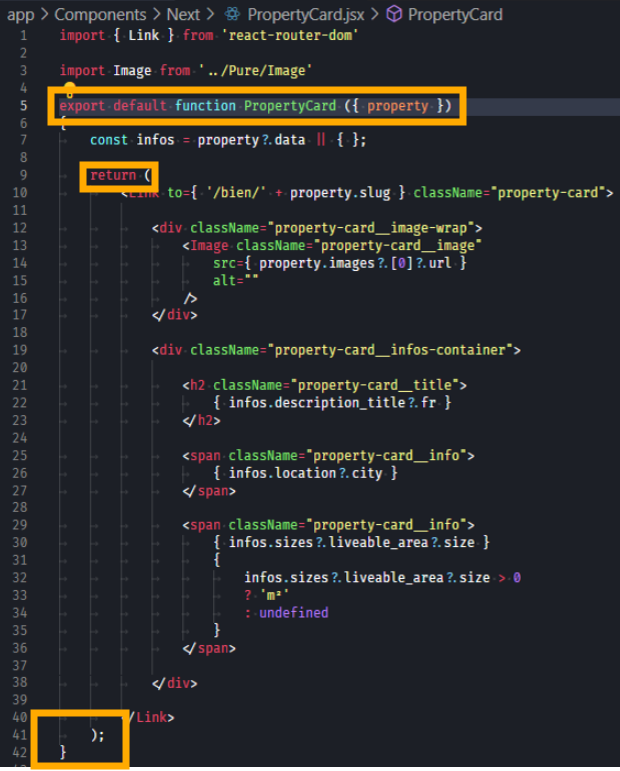 app > Components > Next > PropertyCard.jsx > PropertyCard
1 import { Link } from 'react-router-dom'
2
3 import Image from '../Pure/Image'
4
5 export default function PropertyCard ({ property })
{
7 const infos = property?.data || { };
8
9 return (
10 <Link to={ '/bien/' + property.slug } className="property-card">
11
12 <div className="property-card__image-wrap">
13 <Image className="property-card__image"
14 src={ property.images?.[0]?.url }
15 alt=""
16 />
17 </div>
18
19 <div className="property-card__infos-container">
20
21 <h2 className="property-card__title">
22 { infos.description_title?.fr }
23 </h2>
24
25 <span className="property-card__info">
26 { infos.location?.city }
27 </span>
28
29 <span className="property-card__info">
30 { infos.sizes?.liveable_area?.size }
31 {
32 infos.sizes?.liveable_area?.size > 0
33 ? 'm²'
34 : undefined
35 }
36 </span>
37
38 </div>
39
40 </Link>
41 );
42 }